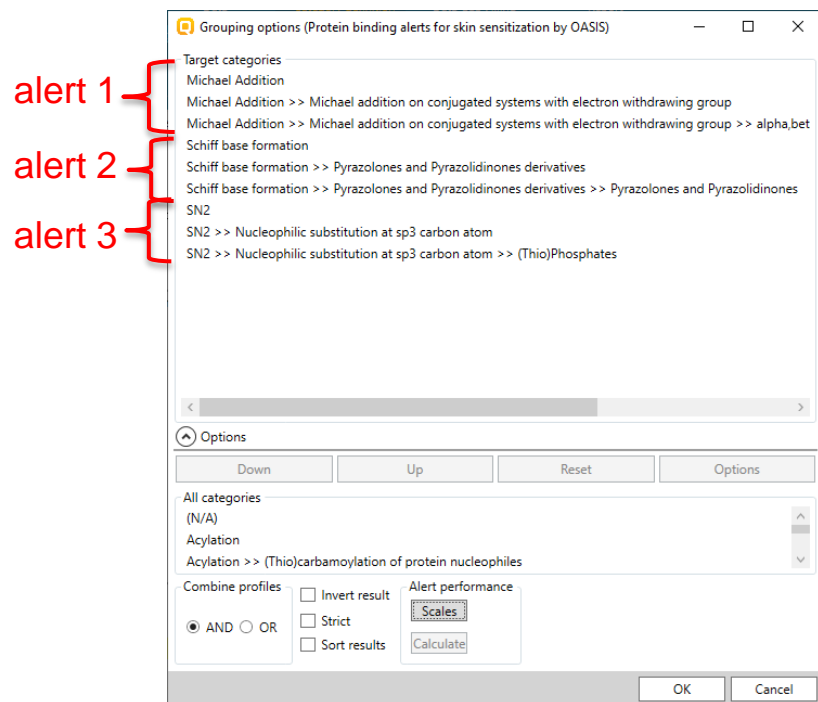 Grouping options (Protein binding alerts for skin sensitization by OASIS)
Target categories
alert 1
Michael Addition
Michael Addition >> Michael addition on conjugated systems with electron withdrawing group
Michael Addition >> Michael addition on conjugated systems with electron withdrawing group >> alpha,bet
alert 2
Schiff base formation
Schiff base formation >> Pyrazolones and Pyrazolidinones derivatives
Schiff base formation >> Pyrazolones and Pyrazolidinones derivatives >> Pyrazolones and Pyrazolidinones
alert 3
SN2
SN2 >> Nucleophilic substitution at sp3 carbon atom
SN2 >> Nucleophilic substitution at sp3 carbon atom >> (Thio)Phosphates
Options
Down Up Reset Options
All categories
(N/A)
Acylation
Acylation >> (Thio)carbamoylation of protein nucleophiles
Combine profiles
AND OR
Invert result
Strict
Sort results
Alert performance
Scales
Calculate
OK Cancel